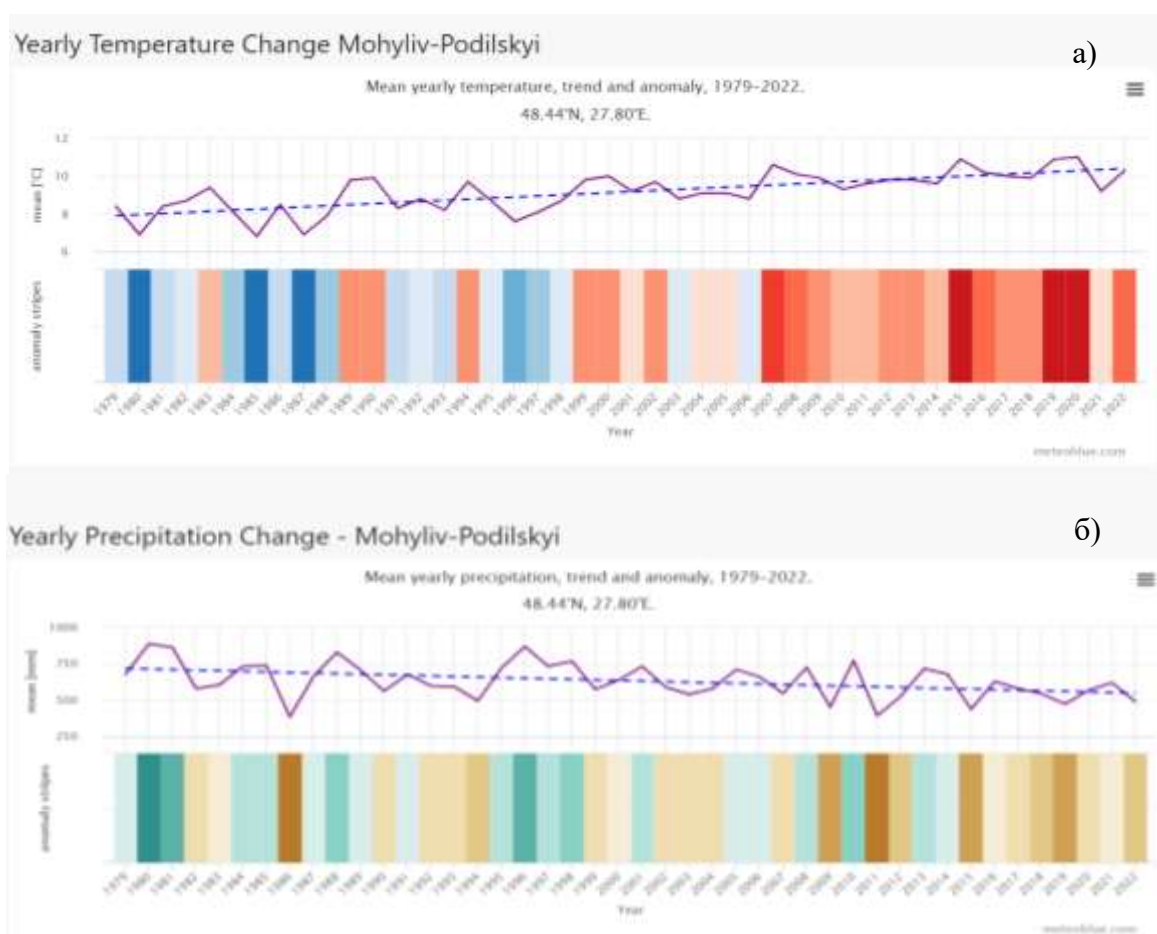 Yearly Temperature Change Mohyliv-Podilskyi
а)
Mean yearly temperature, trend and anomaly, 1979–2022.
48.44°N, 27.80°E.
mean [°C]
12
10
8
6
anomaly stripes
1979 1980 1981 1982 1983 1984 1985 1986 1987 1988 1989 1990 1991 1992 1993 1994 1995 1996 1997 1998 1999 2000 2001 2002 2003 2004 2005 2006 2007 2008 2009 2010 2011 2012 2013 2014 2015 2016 2017 2018 2019 2020 2021 2022
Year
meteoblue.com
Yearly Precipitation Change - Mohyliv-Podilskyi
б)
Mean yearly precipitation, trend and anomaly, 1979–2022.
48.44°N, 27.80°E.
mean [mm]
1000
750
500
250
anomaly stripes
1979 1980 1981 1982 1983 1984 1985 1986 1987 1988 1989 1990 1991 1992 1993 1994 1995 1996 1997 1998 1999 2000 2001 2002 2003 2004 2005 2006 2007 2008 2009 2010 2011 2012 2013 2014 2015 2016 2017 2018 2019 2020 2021 2022
Year
meteoblue.com